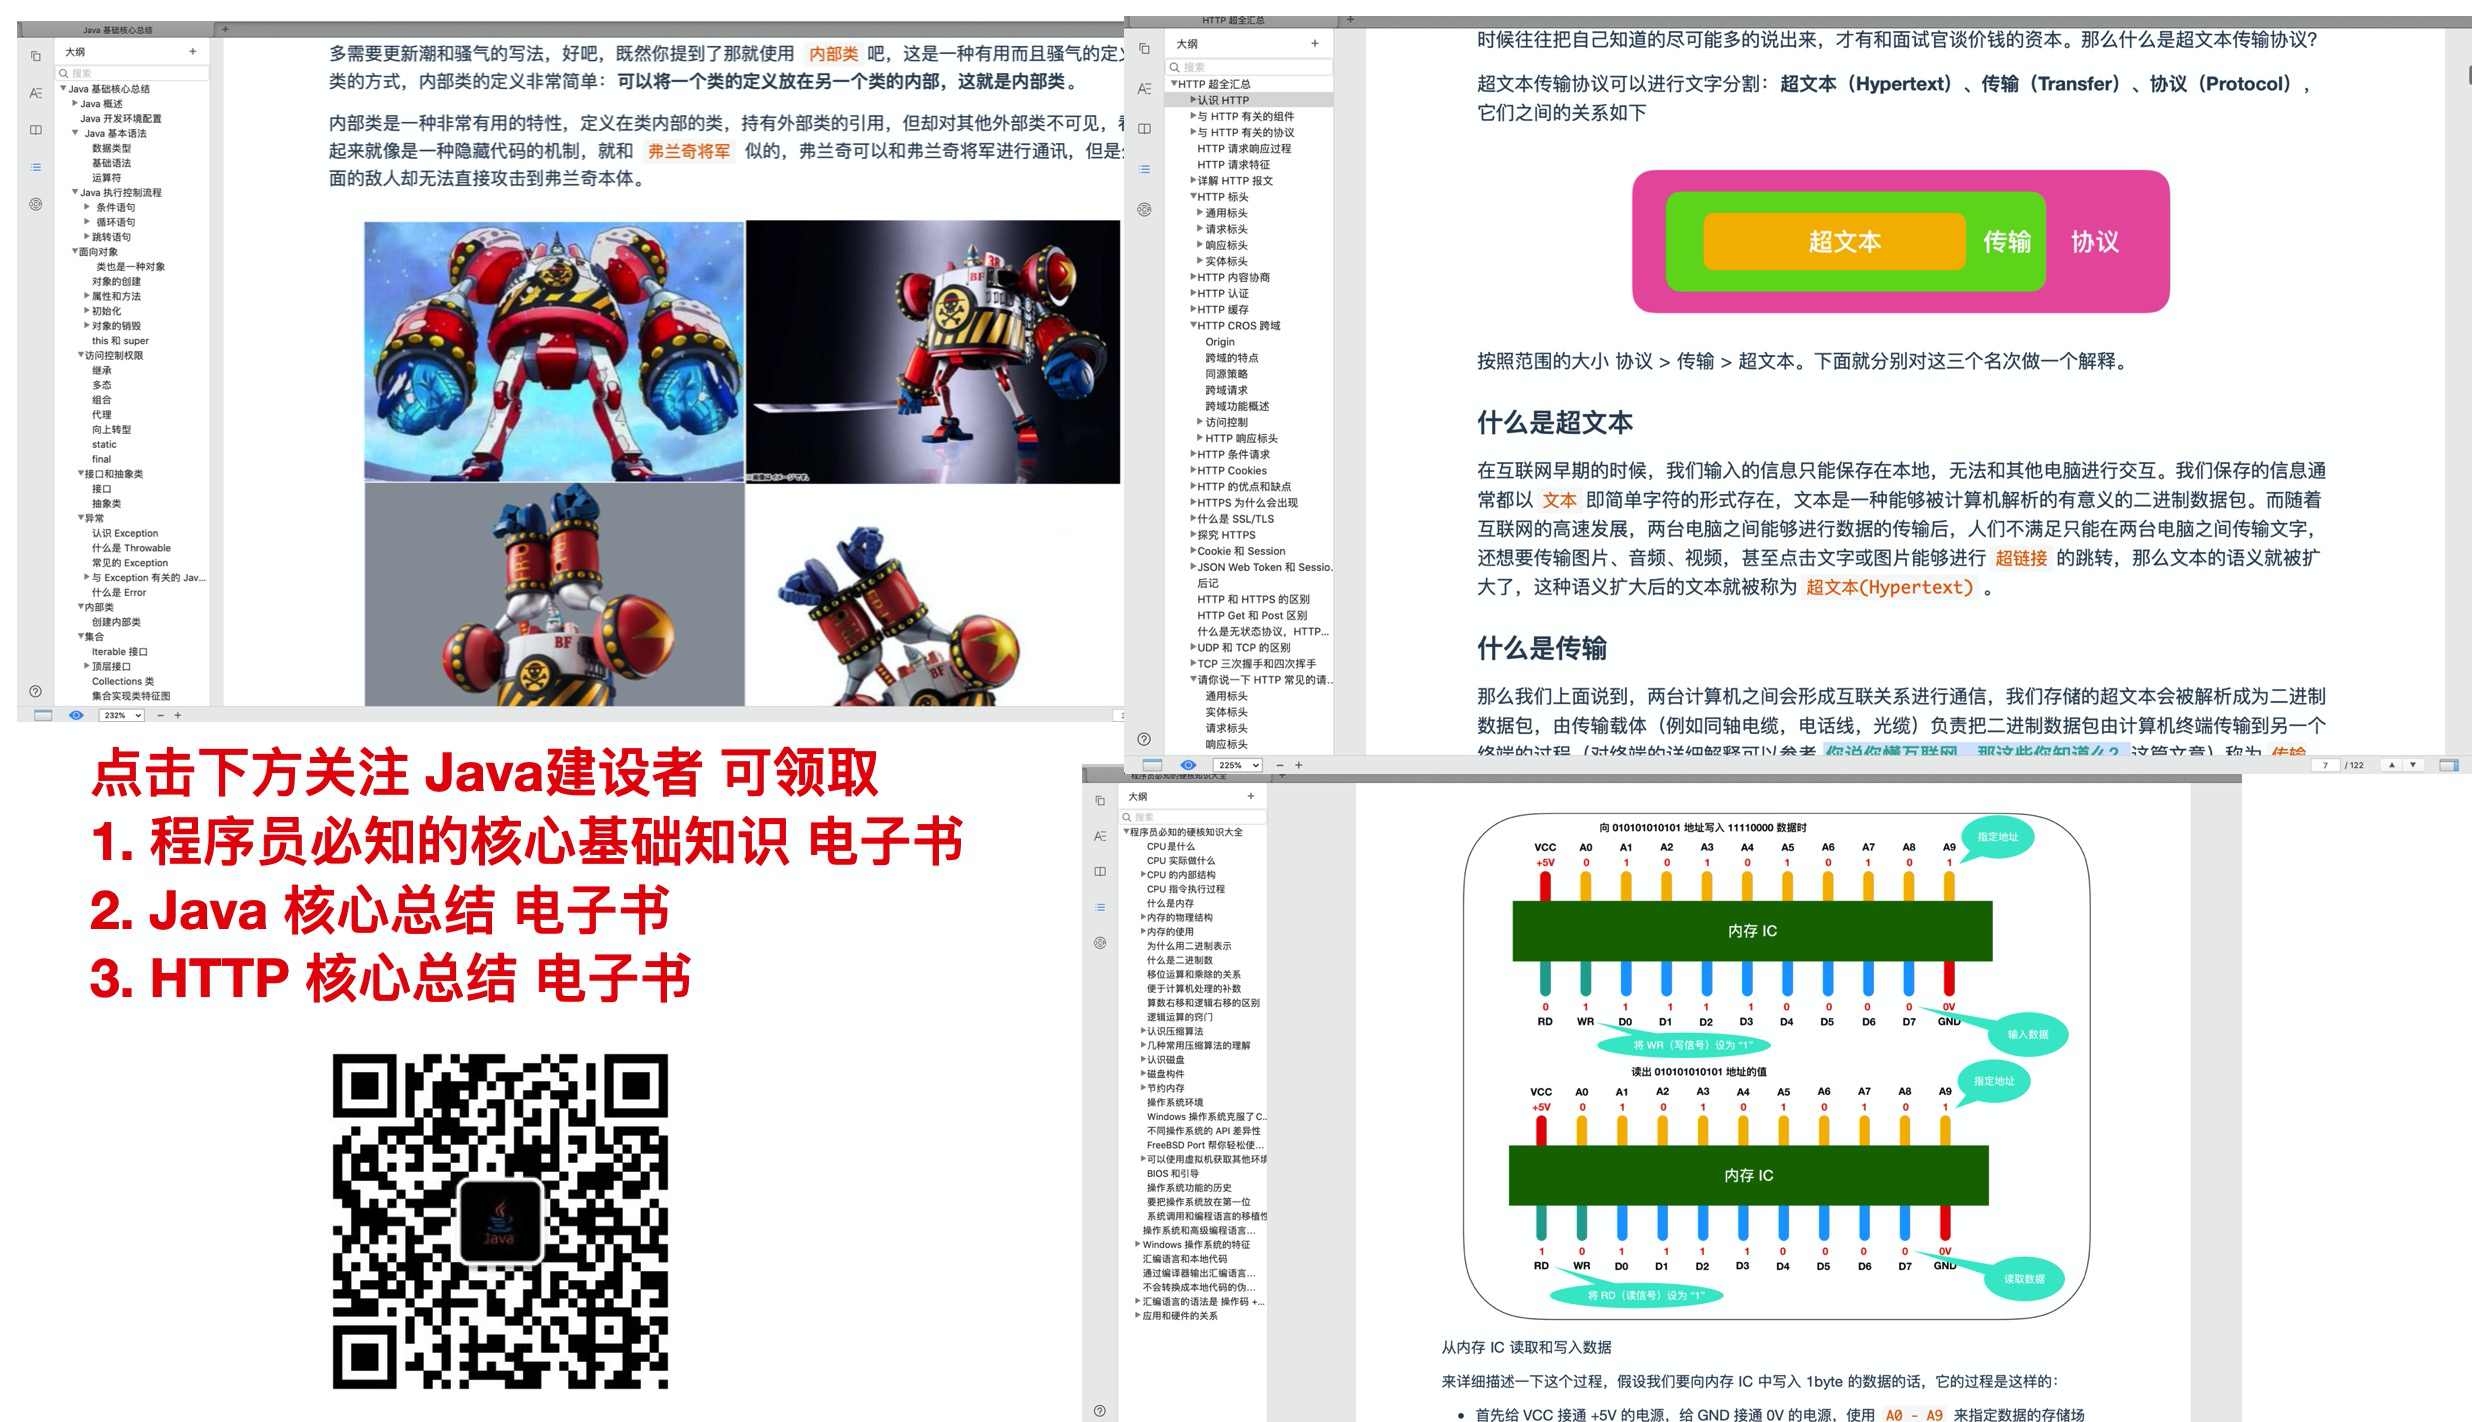 Java 基础核心总结
+
大纲
+
搜索
Java 基础核心总结
Java 概述
Java 开发环境配置
Java 基本语法
数据类型
基础语法
运算符
Java 执行控制流程
条件语句
循环语句
跳转语句
面向对象
类也是一种对象
对象的创建
属性和方法
初始化
对象的销毁
this 和 super
访问控制权限
继承
多态
组合
代理
向上转型
static
final
接口和抽象类
接口
抽象类
异常
认识 Exception
什么是 Throwable
常见的 Exception
与 Exception 有关的 Jav...
什么是 Error
内部类
创建内部类
集合
Iterable 接口
顶层接口
Collections 类
集合实现类特征图
232%
多需要更新潮和骚气的写法，好吧，既然你提到了那就使用 内部类 吧，这是一种有用而且骚气的定义
类的方式，内部类的定义非常简单：可以将一个类的定义放在另一个类的内部，这就是内部类。
内部类是一种非常有用的特性，定义在类内部的类，持有外部类的引用，但却对其他外部类不可见，看
起来就像是一种隐藏代码的机制，就和 弗兰奇将军 似的，弗兰奇可以和弗兰奇将军进行通讯，但是外
面的敌人却无法直接攻击到弗兰奇本体。
BF
BF
BF
BF
HTTP 超全汇总
+
大纲
+
搜索
HTTP 超全汇总
认识 HTTP
与 HTTP 有关的组件
与 HTTP 有关的协议
HTTP 请求响应过程
HTTP 请求特征
详解 HTTP 报文
HTTP 标头
通用标头
请求标头
响应标头
实体标头
HTTP 内容协商
HTTP 认证
HTTP 缓存
HTTP CROS 跨域
Origin
跨域的特点
同源策略
跨域请求
跨域功能概述
访问控制
HTTP 响应标头
HTTP 条件请求
HTTP Cookies
HTTP 的优点和缺点
HTTPS 为什么会出现
什么是 SSL/TLS
探究 HTTPS
Cookie 和 Session
JSON Web Token 和 Sessio.
后记
HTTP 和 HTTPS 的区别
HTTP Get 和 Post 区别
什么是无状态协议，HTTP...
UDP 和 TCP 的区别
TCP 三次握手和四次挥手
请你说一下 HTTP 常见的请..
通用标头
实体标头
请求标头
响应标头
225%
7 / 122
时候往往把自己知道的尽可能多的说出来，才有和面试官谈价钱的资本。那么什么是超文本传输协议？
超文本传输协议可以进行文字分割：超文本（Hypertext）、传输（Transfer）、协议（Protocol），
它们之间的关系如下
超文本 传输 协议
按照范围的大小 协议 > 传输 > 超文本。下面就分别对这三个名次做一个解释。
什么是超文本
在互联网早期的时候，我们输入的信息只能保存在本地，无法和其他电脑进行交互。我们保存的信息通
常都以 文本 即简单字符的形式存在，文本是一种能够被计算机解析的有意义的二进制数据包。而随着
互联网的高速发展，两台电脑之间能够进行数据的传输后，人们不满足只能在两台电脑之间传输文字，
还想要传输图片、音频、视频，甚至点击文字或图片能够进行 超链接 的跳转，那么文本的语义就被扩
大了，这种语义扩大后的文本就被称为 超文本(Hypertext) 。
什么是传输
那么我们上面说到，两台计算机之间会形成互联关系进行通信，我们存储的超文本会被解析成为二进制
数据包，由传输载体（例如同轴电缆，电话线，光缆）负责把二进制数据包由计算机终端传输到另一个
终端的过程（对终端的详细解释可以参考 你说你懂互联网，那这些你知道么？ 这篇文章）称为 传输
点击下方关注 Java建设者 可领取
1. 程序员必知的核心基础知识 电子书
2. Java 核心总结 电子书
3. HTTP 核心总结 电子书
Java
程序员必知的硬核知识大全
+
大纲
+
搜索
程序员必知的硬核知识大全
CPU是什么
CPU 实际做什么
CPU 的内部结构
CPU 指令执行过程
什么是内存
内存的物理结构
内存的使用
为什么用二进制表示
什么是二进制数
移位运算和乘除的关系
便于计算机处理的补数
算数右移和逻辑右移的区别
逻辑运算的窍门
认识压缩算法
几种常用压缩算法的理解
认识磁盘
磁盘构件
节约内存
操作系统环境
Windows 操作系统克服了C..
不同操作系统的 API 差异性
FreeBSD Port 帮你轻松使...
可以使用虚拟机获取其他环境
BIOS 和引导
操作系统功能的历史
要把操作系统放在第一位
系统调用和编程语言的移植性
操作系统和高级编程语言...
Windows 操作系统的特征
汇编语言和本地代码
通过编译器输出汇编语言...
不会转换成本地代码的伪...
汇编语言的语法是 操作码 +...
应用和硬件的关系
向 010101010101 地址写入 11110000 数据时
指定地址
VCC A0 A1 A2 A3 A4 A5 A6 A7 A8 A9
+5V 0 1 0 1 0 1 0 1 0 1
内存 IC
0 1 1 1 1 1 0 0 0 0 0V
RD WR D0 D1 D2 D3 D4 D5 D6 D7 GND
输入数据
将 WR（写信号）设为 “1”
读出 010101010101 地址的值
指定地址
VCC A0 A1 A2 A3 A4 A5 A6 A7 A8 A9
+5V 0 1 0 1 0 1 0 1 0 1
内存 IC
1 0 1 1 1 1 0 0 0 0 0V
RD WR D0 D1 D2 D3 D4 D5 D6 D7 GND
读取数据
将 RD（读信号）设为 “1”
从内存 IC 读取和写入数据
来详细描述一下这个过程，假设我们要向内存 IC 中写入 1byte 的数据的话，它的过程是这样的：
• 首先给 VCC 接通 +5V 的电源，给 GND 接通 0V 的电源，使用 A0 - A9 来指定数据的存储场